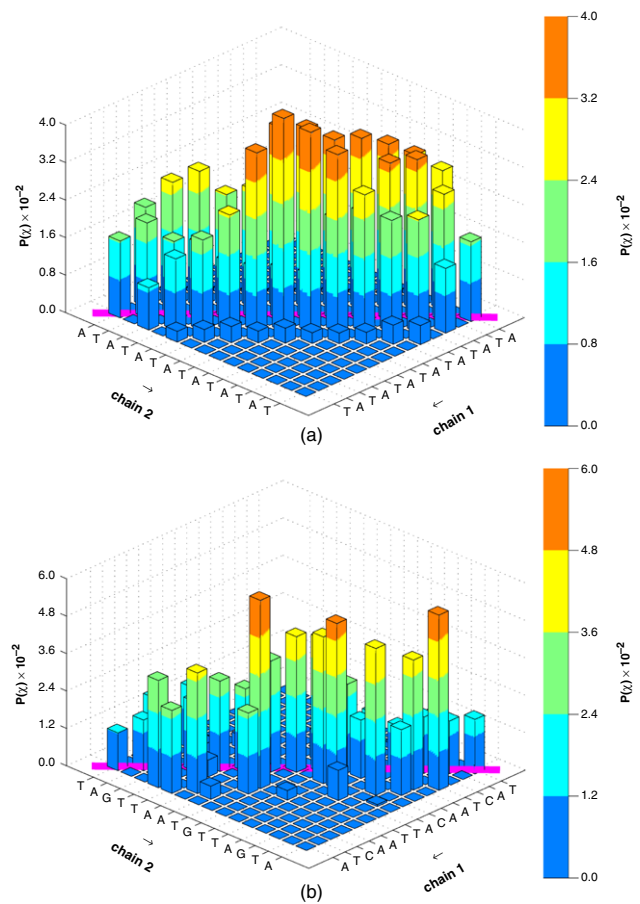 4.0
3.2
2.4
1.6
0.8
0.0
P(χ) × 10⁻²
A T A T A T A T A T A T A T
→
chain 2
T A T A T A T A T A T A T A
←
chain 1
4.0
3.2
2.4
1.6
0.8
0.0
P(χ) × 10⁻²
(a)
6.0
4.8
3.6
2.4
1.2
0.0
P(χ) × 10⁻²
T A G T T A A T G T T A G T A
→
chain 2
A T C A A T T A C A A T C A T
←
chain 1
6.0
4.8
3.6
2.4
1.2
0.0
P(χ) × 10⁻²
(b)